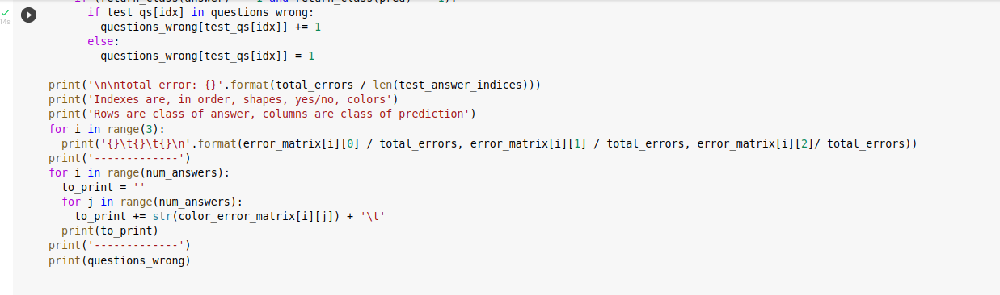 if test_qs[idx] in questions_wrong:
14s
questions_wrong[test_qs[idx]] += 1
else:
questions_wrong[test_qs[idx]] = 1
print('\n\ntotal error: {}'.format(total_errors / len(test_answer_indices)))
print('Indexes are, in order, shapes, yes/no, colors')
print('Rows are class of answer, columns are class of prediction')
for i in range(3):
print('{}\t{}\t{}\n'.format(error_matrix[i][0] / total_errors, error_matrix[i][1] / total_errors, error_matrix[i][2]/ total_errors))
print('-------------')
for i in range(num_answers):
to_print = ''
for j in range(num_answers):
to_print += str(color_error_matrix[i][j]) + '\t'
print(to_print)
print('-------------')
print(questions_wrong)